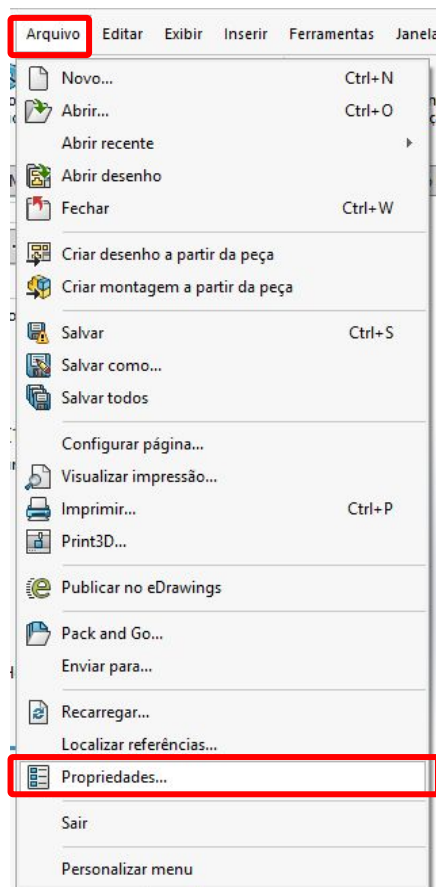 Arquivo Editar Exibir Inserir Ferramentas Janela
Novo... Ctrl+N
Abrir... Ctrl+O
Abrir recente
Abrir desenho
Fechar Ctrl+W
Criar desenho a partir da peça
Criar montagem a partir da peça
Salvar Ctrl+S
Salvar como...
Salvar todos
Configurar página...
Visualizar impressão...
Imprimir... Ctrl+P
Print3D...
Publicar no eDrawings
Pack and Go...
Enviar para...
Recarregar...
Localizar referências...
Propriedades...
Sair
Personalizar menu